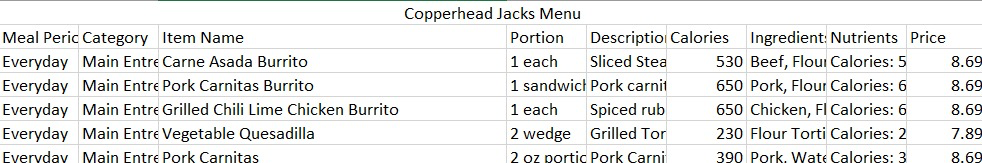 Copperhead Jacks Menu
Meal Peric Category Item Name Portion Descriptio Calories Ingredient Nutrients Price
Everyday Main Entre Carne Asada Burrito 1 each Sliced Stea 530 Beef, Flour Calories: 5 8.69
Everyday Main Entre Pork Carnitas Burrito 1 sandwich Pork carnit 650 Pork, Flour Calories: 6 8.69
Everyday Main Entre Grilled Chili Lime Chicken Burrito 1 each Spiced rub 650 Chicken, Fl Calories: 6 8.69
Everyday Main Entre Vegetable Quesadilla 2 wedge Grilled Tor 230 Flour Torti Calories: 2 7.89
Everyday Main Entre Pork Carnitas 2 oz portic Pork Carni 390 Pork, Wat Calories: 3 8.69